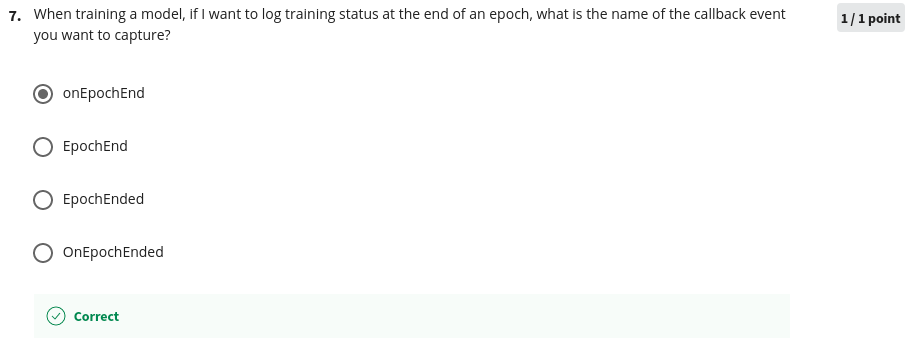 7. When training a model, if I want to log training status at the end of an epoch, what is the name of the callback event
you want to capture?
1 / 1 point
onEpochEnd
EpochEnd
EpochEnded
OnEpochEnded
Correct